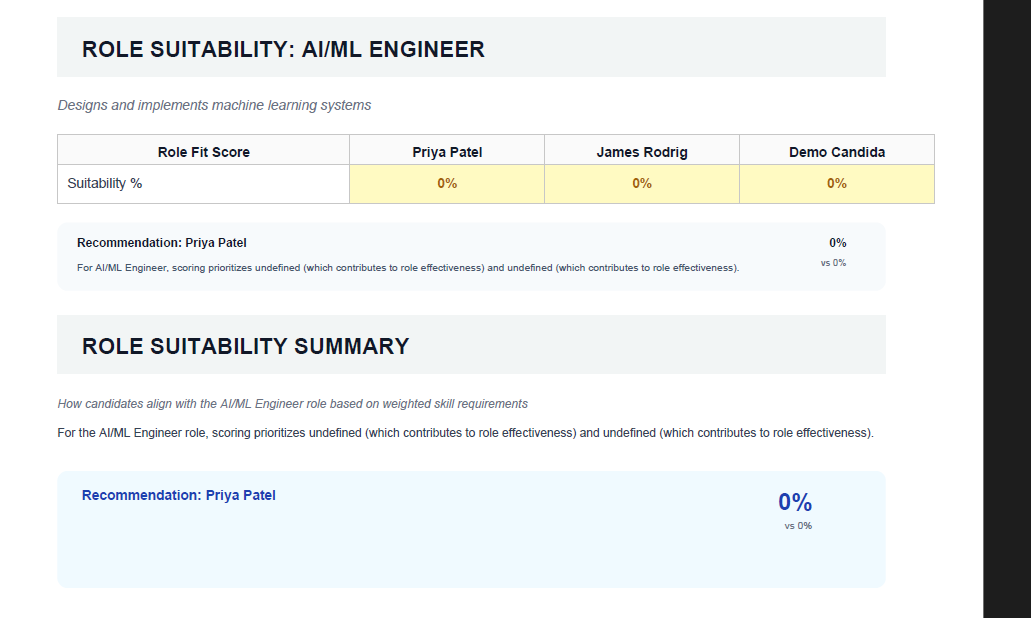 ROLE SUITABILITY: AI/ML ENGINEER
Designs and implements machine learning systems
Role Fit Score Priya Patel James Rodrig Demo Candida
Suitability % 0% 0% 0%
Recommendation: Priya Patel 0%
For AI/ML Engineer, scoring prioritizes undefined (which contributes to role effectiveness) and undefined (which contributes to role effectiveness). vs 0%
ROLE SUITABILITY SUMMARY
How candidates align with the AI/ML Engineer role based on weighted skill requirements
For the AI/ML Engineer role, scoring prioritizes undefined (which contributes to role effectiveness) and undefined (which contributes to role effectiveness).
Recommendation: Priya Patel 0%
vs 0%